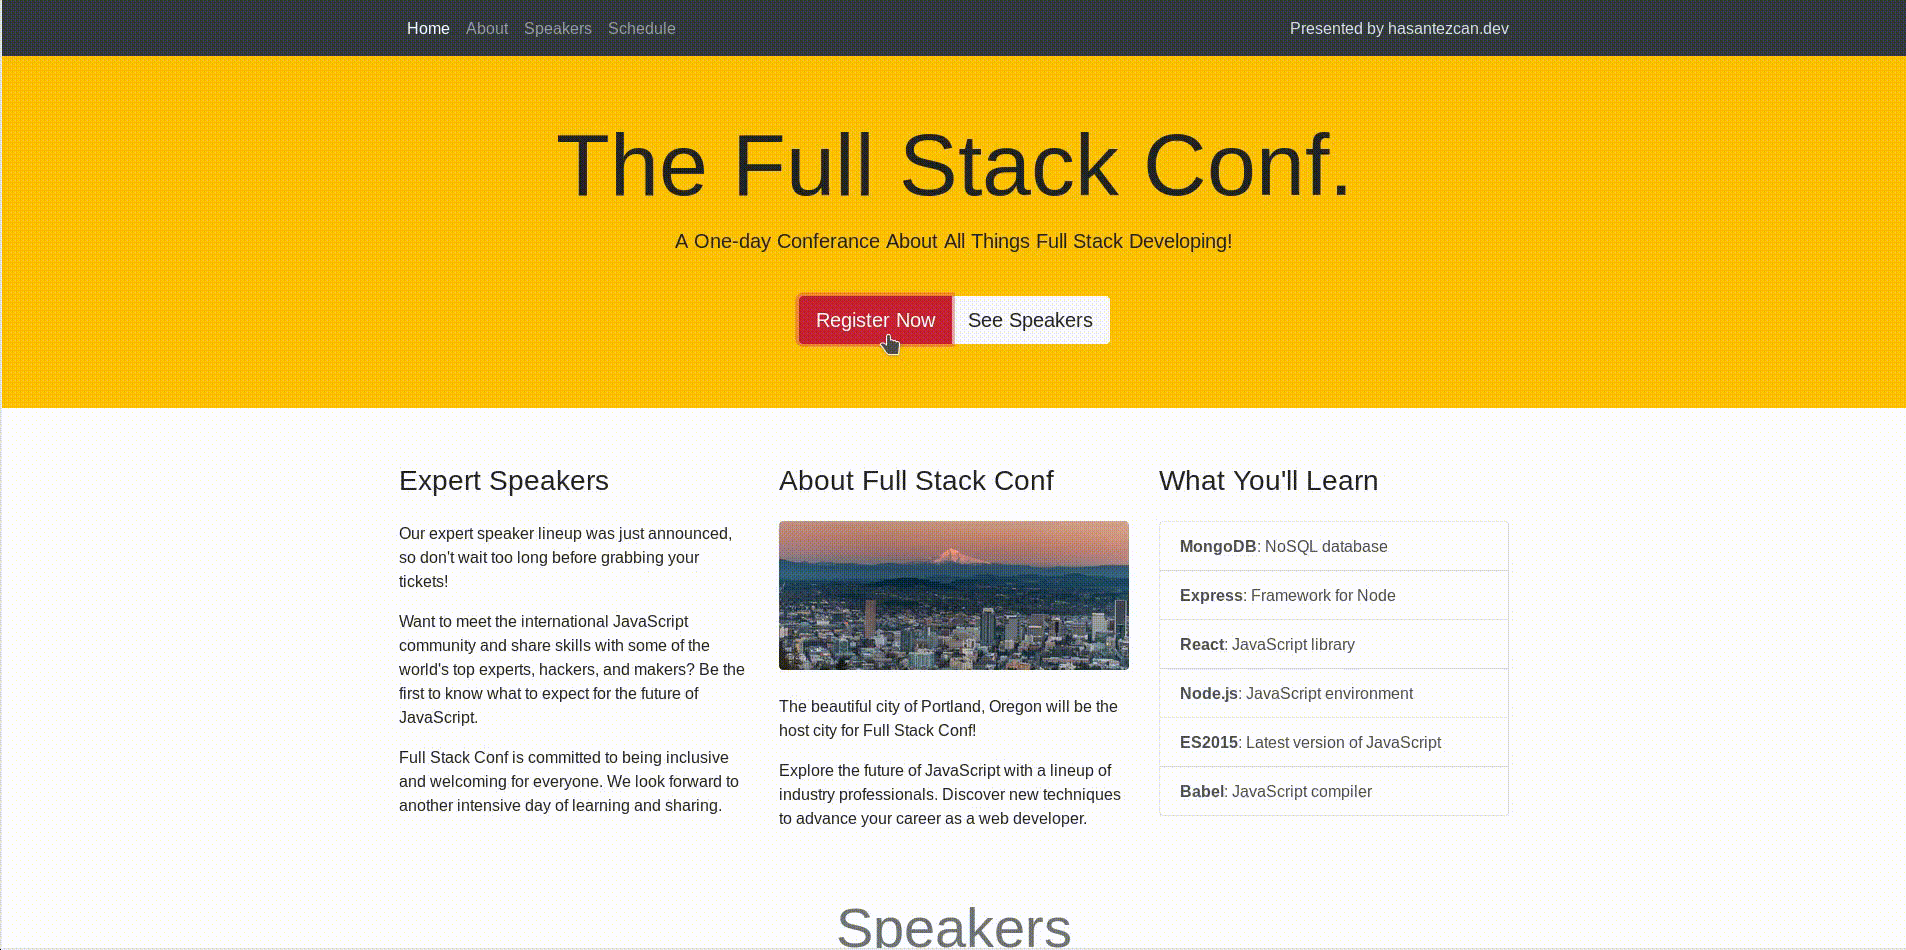 Home About Speakers Schedule Presented by hasantezcan.dev
The Full Stack Conf.
A One-day Conferance About All Things Full Stack Developing!
Register Now See Speakers
Expert Speakers
Our expert speaker lineup was just announced,
so don't wait too long before grabbing your
tickets!
Want to meet the international JavaScript
community and share skills with some of the
world's top experts, hackers, and makers? Be the
first to know what to expect for the future of
JavaScript.
Full Stack Conf is committed to being inclusive
and welcoming for everyone. We look forward to
another intensive day of learning and sharing.
About Full Stack Conf
The beautiful city of Portland, Oregon will be the
host city for Full Stack Conf!
Explore the future of JavaScript with a lineup of
industry professionals. Discover new techniques
to advance your career as a web developer.
What You'll Learn
MongoDB: NoSQL database
Express: Framework for Node
React: JavaScript library
Node.js: JavaScript environment
ES2015: Latest version of JavaScript
Babel: JavaScript compiler
Speakers